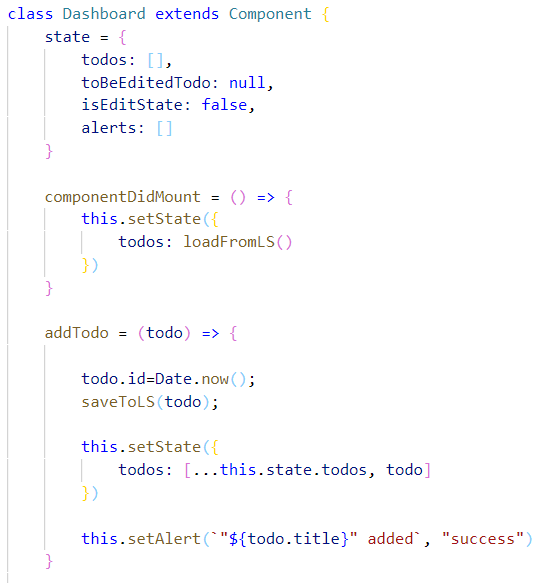 class Dashboard extends Component {
    state = {
        todos: [],
        toBeEditedTodo: null,
        isEditState: false,
        alerts: []
    }

    componentDidMount = () => {
        this.setState({
            todos: loadFromLS()
        })
    }

    addTodo = (todo) => {

        todo.id=Date.now();
        saveToLS(todo);

        this.setState({
            todos: [...this.state.todos, todo]
        })

        this.setAlert(`"${todo.title}" added`, "success")
    }